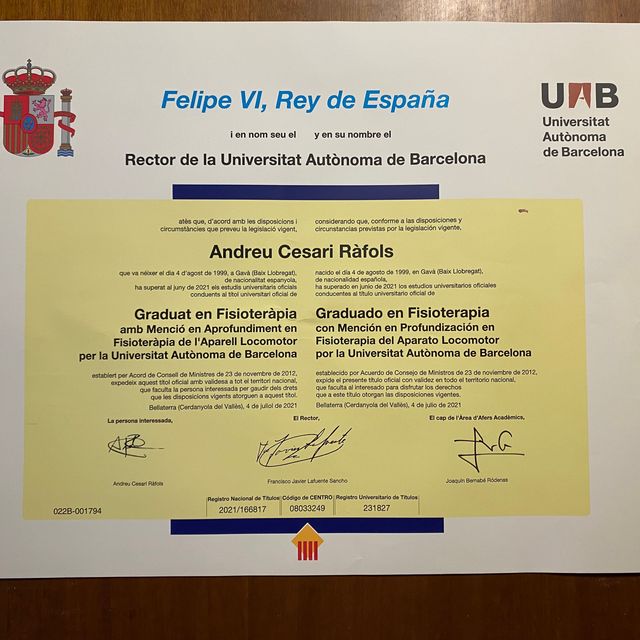 Felipe VI, Rey de España
UAB
Universitat
Autònoma
de Barcelona
i en nom seu el y en su nombre el
Rector de la Universitat Autònoma de Barcelona
atès que, d'acord amb les disposicions i
circumstàncies que preveu la legislació vigent,
considerando que, conforme a las disposiciones y
circunstancias previstas por la legislación vigente,
Andreu Cesari Ràfols
que va néixer el dia 4 d'agost de 1999, a Gavà (Baix Llobregat),
de nacionalitat espanyola,
ha superat al juny de 2021 els estudis universitaris oficials
conduents al títol universitari oficial de
nacido el día 4 de agosto de 1999, en Gavà (Baix Llobregat),
de nacionalidad española,
ha superado en junio de 2021 los estudios universitarios oficiales
conducentes al título universitario oficial de
Graduat en Fisioteràpia
amb Menció en Aprofundiment en
Fisioteràpia de l'Aparell Locomotor
per la Universitat Autònoma de Barcelona
Graduado en Fisioterapia
con Mención en Profundización en
Fisioterapia del Aparato Locomotor
por la Universitat Autònoma de Barcelona
establert per Acord de Consell de Ministres de 23 de novembre de 2012,
expedeix aquest títol oficial amb validesa a tot el territori nacional,
que faculta la persona interessada per gaudir dels drets
que les disposicions vigents atorguen a aquest títol.
Bellaterra (Cerdanyola del Vallès), 4 de juliol de 2021
establecido por Acuerdo de Consejo de Ministros de 23 de noviembre de 2012,
expide el presente título oficial con validez en todo el territorio nacional,
que faculta al interesado para disfrutar los derechos
que a este título otorgan las disposiciones vigentes.
Bellaterra (Cerdanyola del Vallès), 4 de julio de 2021
La persona interessada,
El Rector,
El cap de l'Àrea d'Afers Acadèmics,
Andreu Cesari Ràfols
Francisco Javier Lafuente Sancho
Joaquín Bernabé Ródenas
Registro Nacional de Títulos Código de CENTRO Registro Universitario de Títulos
022B-001794
2021/166817 08033249 231827